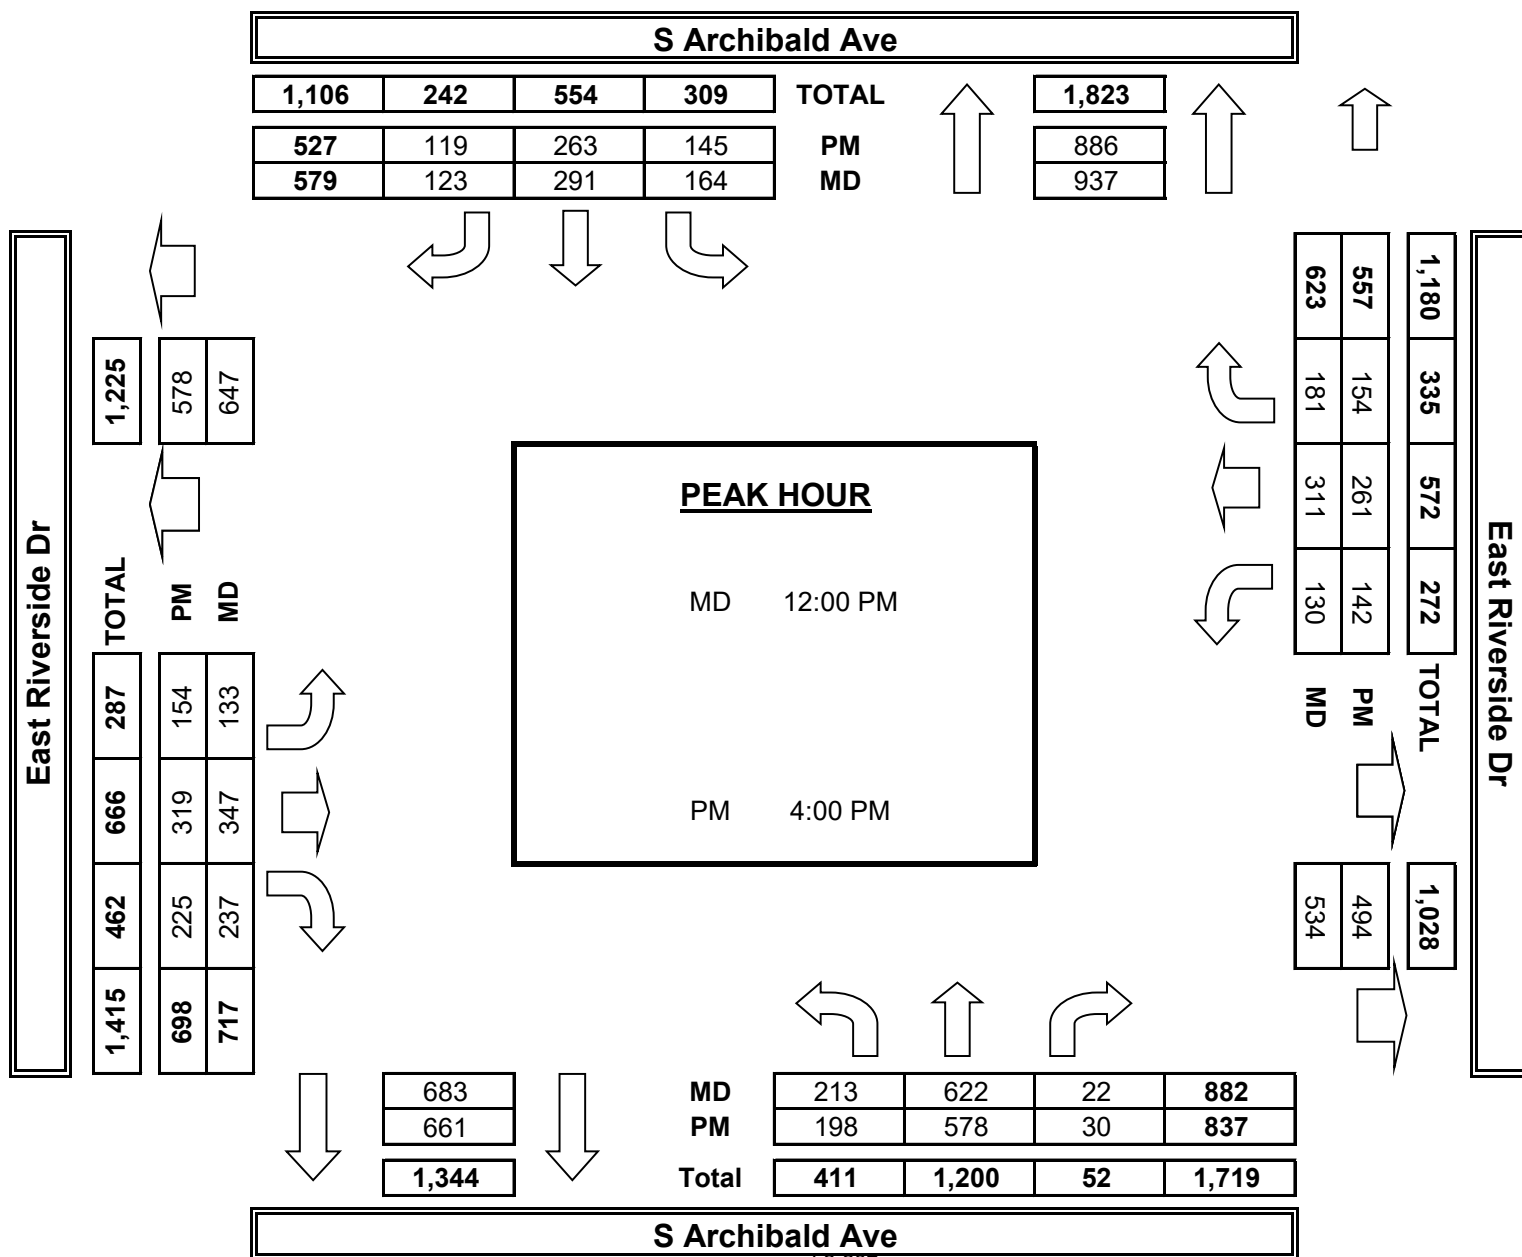 S Archibald Ave
1,106 242 554 309 TOTAL 1,823
527 119 263 145 PM 886
579 123 291 164 MD 937
East Riverside Dr
1,225 578 647
TOTAL PM MD
287 154 133
666 319 347
462 225 237
1,415 698 717
PEAK HOUR
MD 12:00 PM
PM 4:00 PM
623 557 1,180
181 154 335
311 261 572
130 142 272
MD PM TOTAL
534 494 1,028
East Riverside Dr
683 MD 213 622 22 882
661 PM 198 578 30 837
1,344 Total 411 1,200 52 1,719
S Archibald Ave